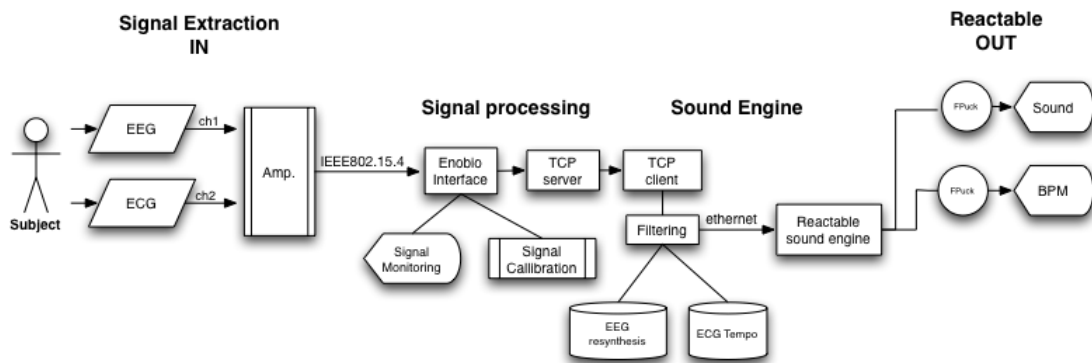 Signal Extraction
IN
Reactable
OUT
Signal processing
Sound Engine
Subject
EEG
ECG
ch1
ch2
Amp.
IEEE802.15.4
Enobio
Interface
TCP
server
TCP
client
Signal
Monitoring
Signal
Callibration
Filtering
ethernet
EEG
resynthesis
ECG Tempo
Reactable
sound engine
FPuck
Sound
FPuck
BPM